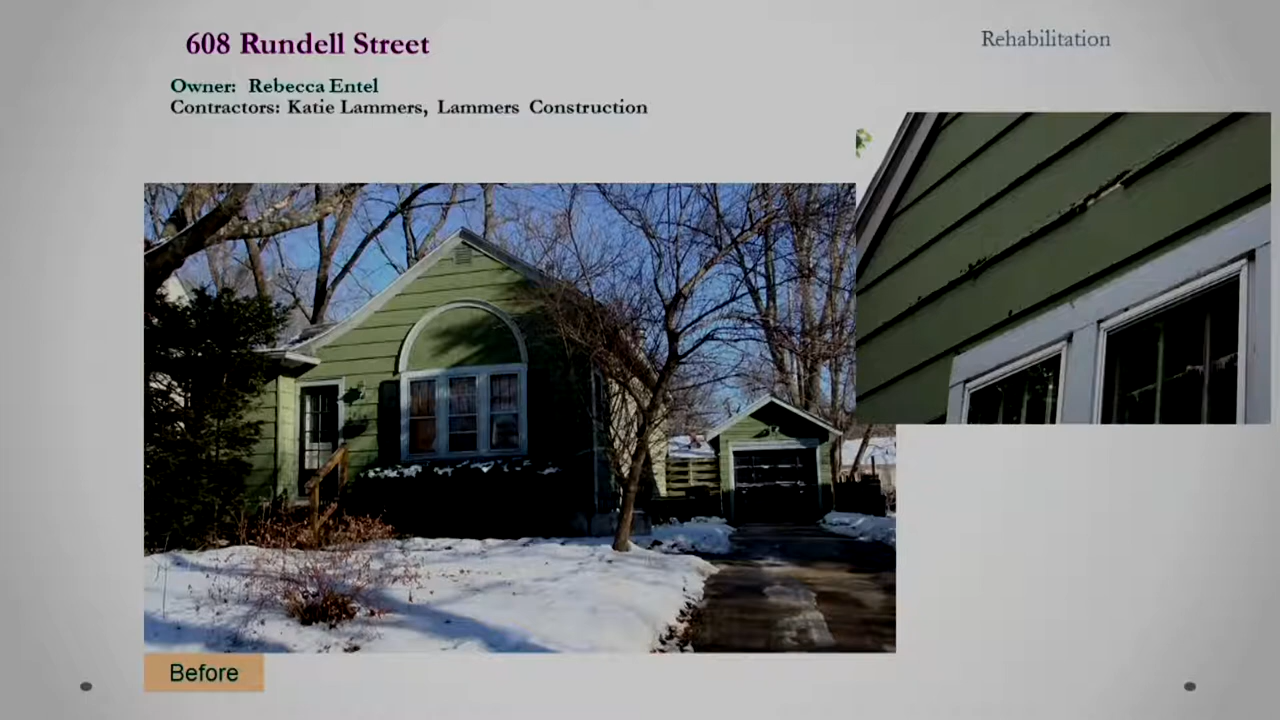 608 Rundell Street
Rehabilitation
Owner: Rebecca Entel
Contractors: Katie Lammers, Lammers Construction
Before